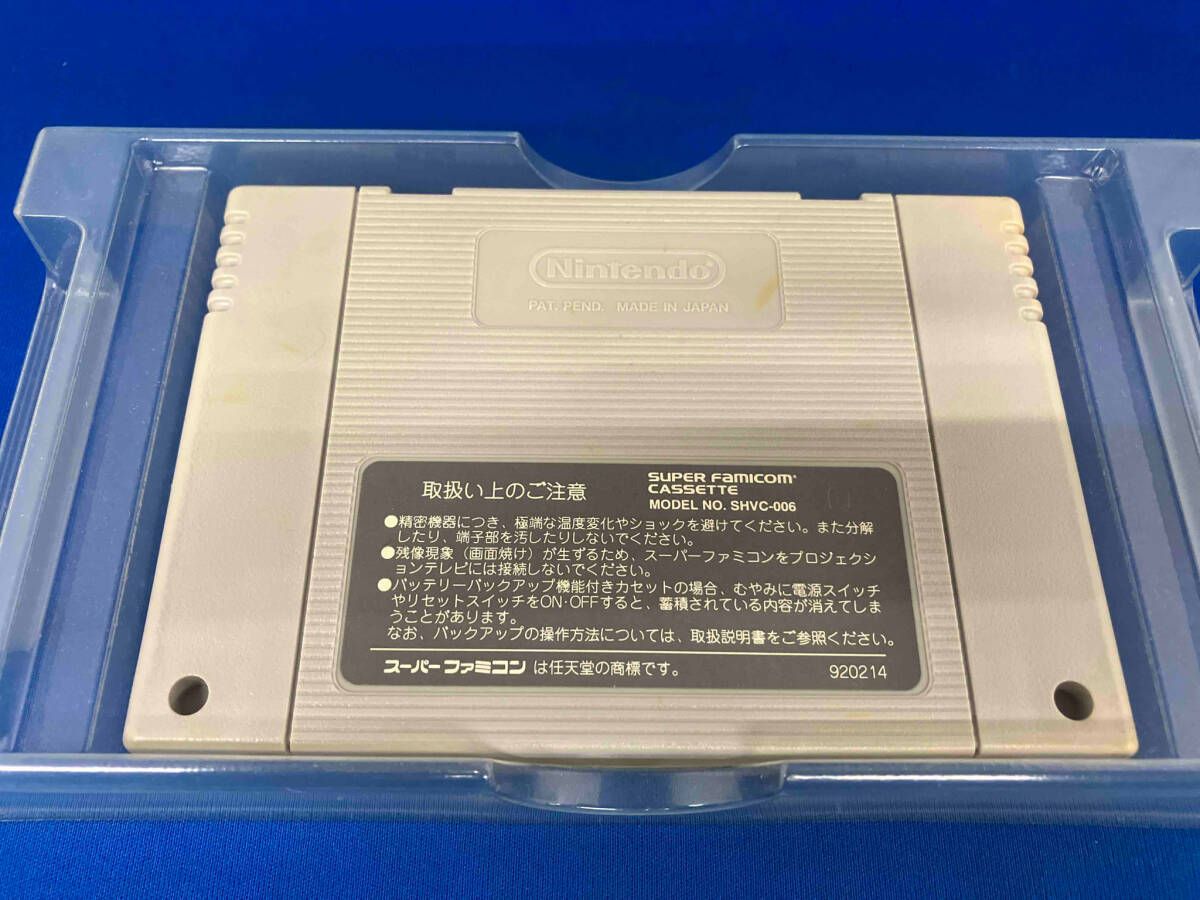 Nintendo
PAT. PEND. MADE IN JAPAN
取扱い上のご注意
SUPER FAMICOM
CASSETTE
MODEL NO. SHVC-006
●精密機器につき、極端な温度変化やショックを避けてください。また分解
したり、端子部を汚したりしないでください。
●残像現象（画面焼け）が生ずるため、スーパーファミコンをプロジェクシ
ョンテレビには接続しないでください。
●バッテリーバックアップ機能付きカセットの場合、むやみに電源スイッチ
やリセットスイッチをON·OFFすると、蓄積されている内容が消えてしま
うことがあります。
なお、バックアップの操作方法については、取扱説明書をご参照ください。
スーパーファミコン は任天堂の商標です。
920214